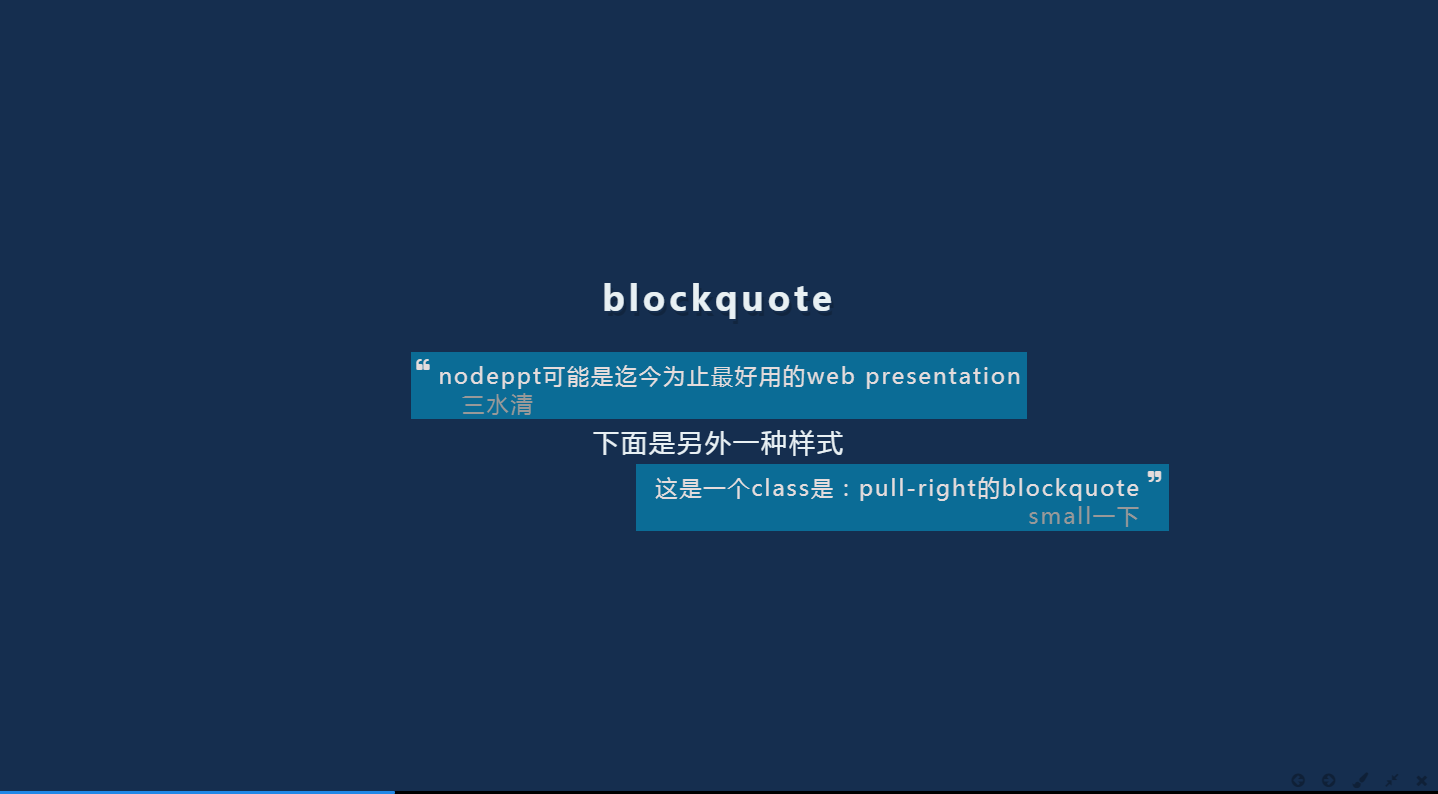 blockquote
nodeppt可能是迄今为止最好用的web presentation
三水清
下面是另外一种样式
这是一个class是：pull-right的blockquote
small一下